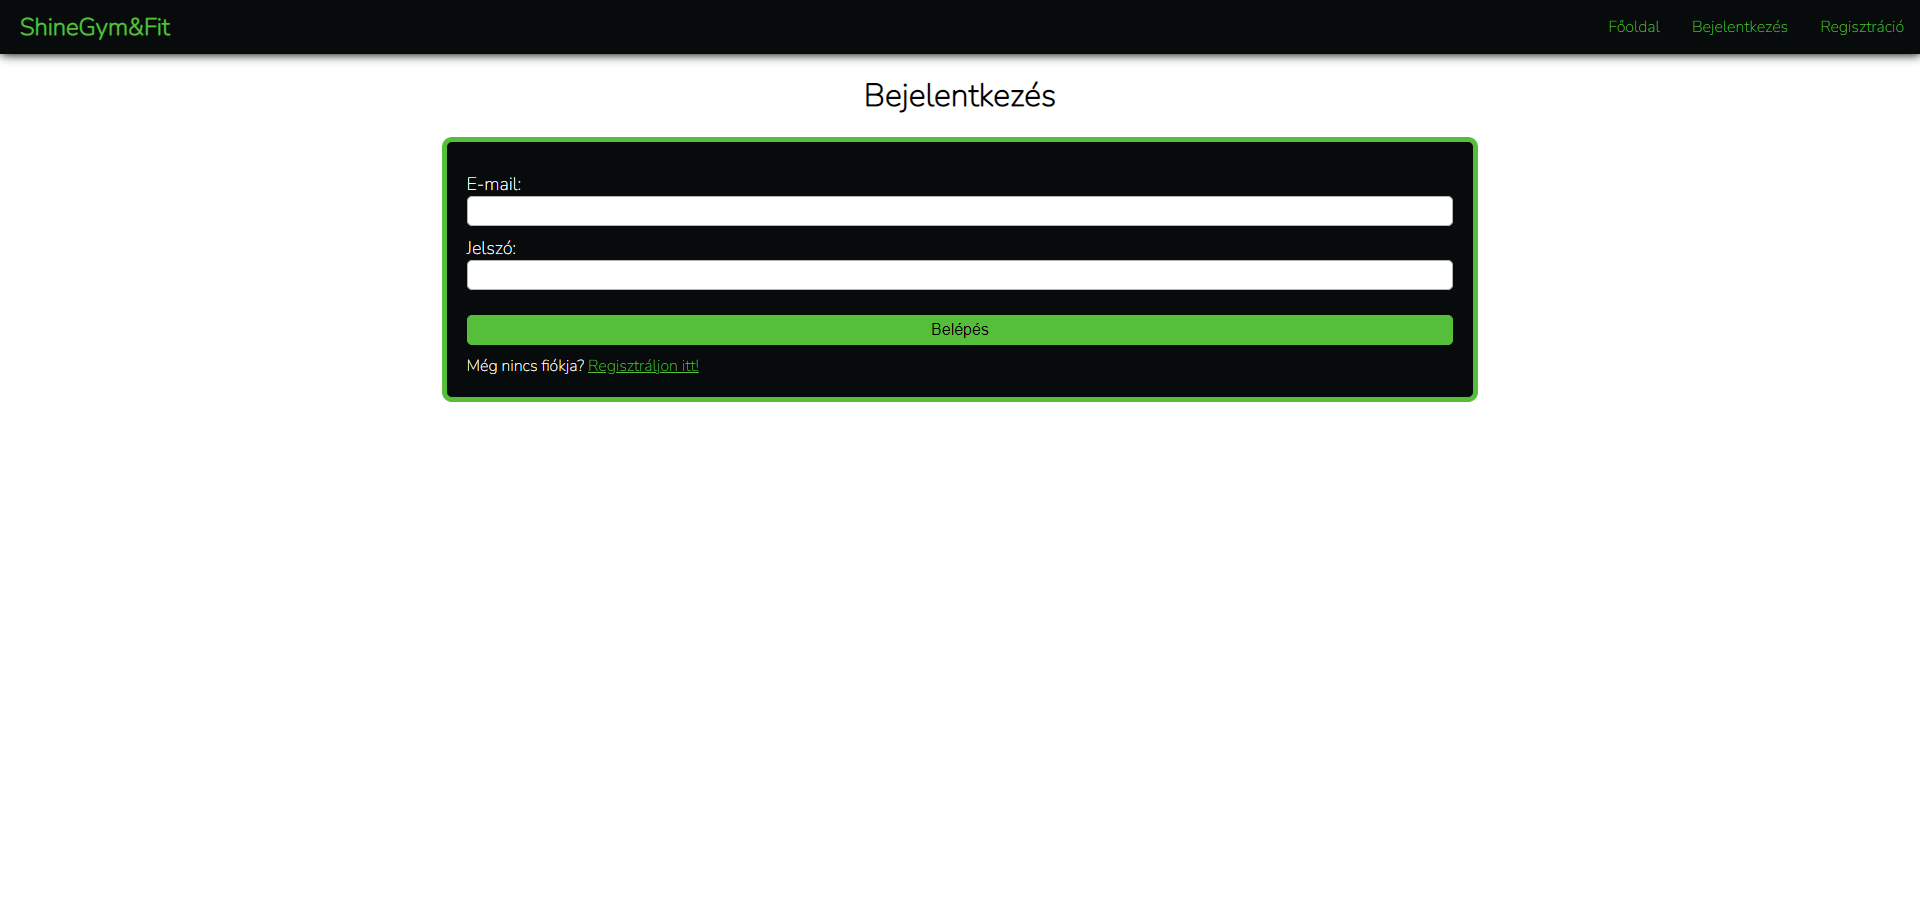 ShineGym&Fit
Főoldal Bejelentkezés Regisztráció
Bejelentkezés
E-mail:
Jelszó:
Belépés
Még nincs fiókja? Regisztráljon itt!